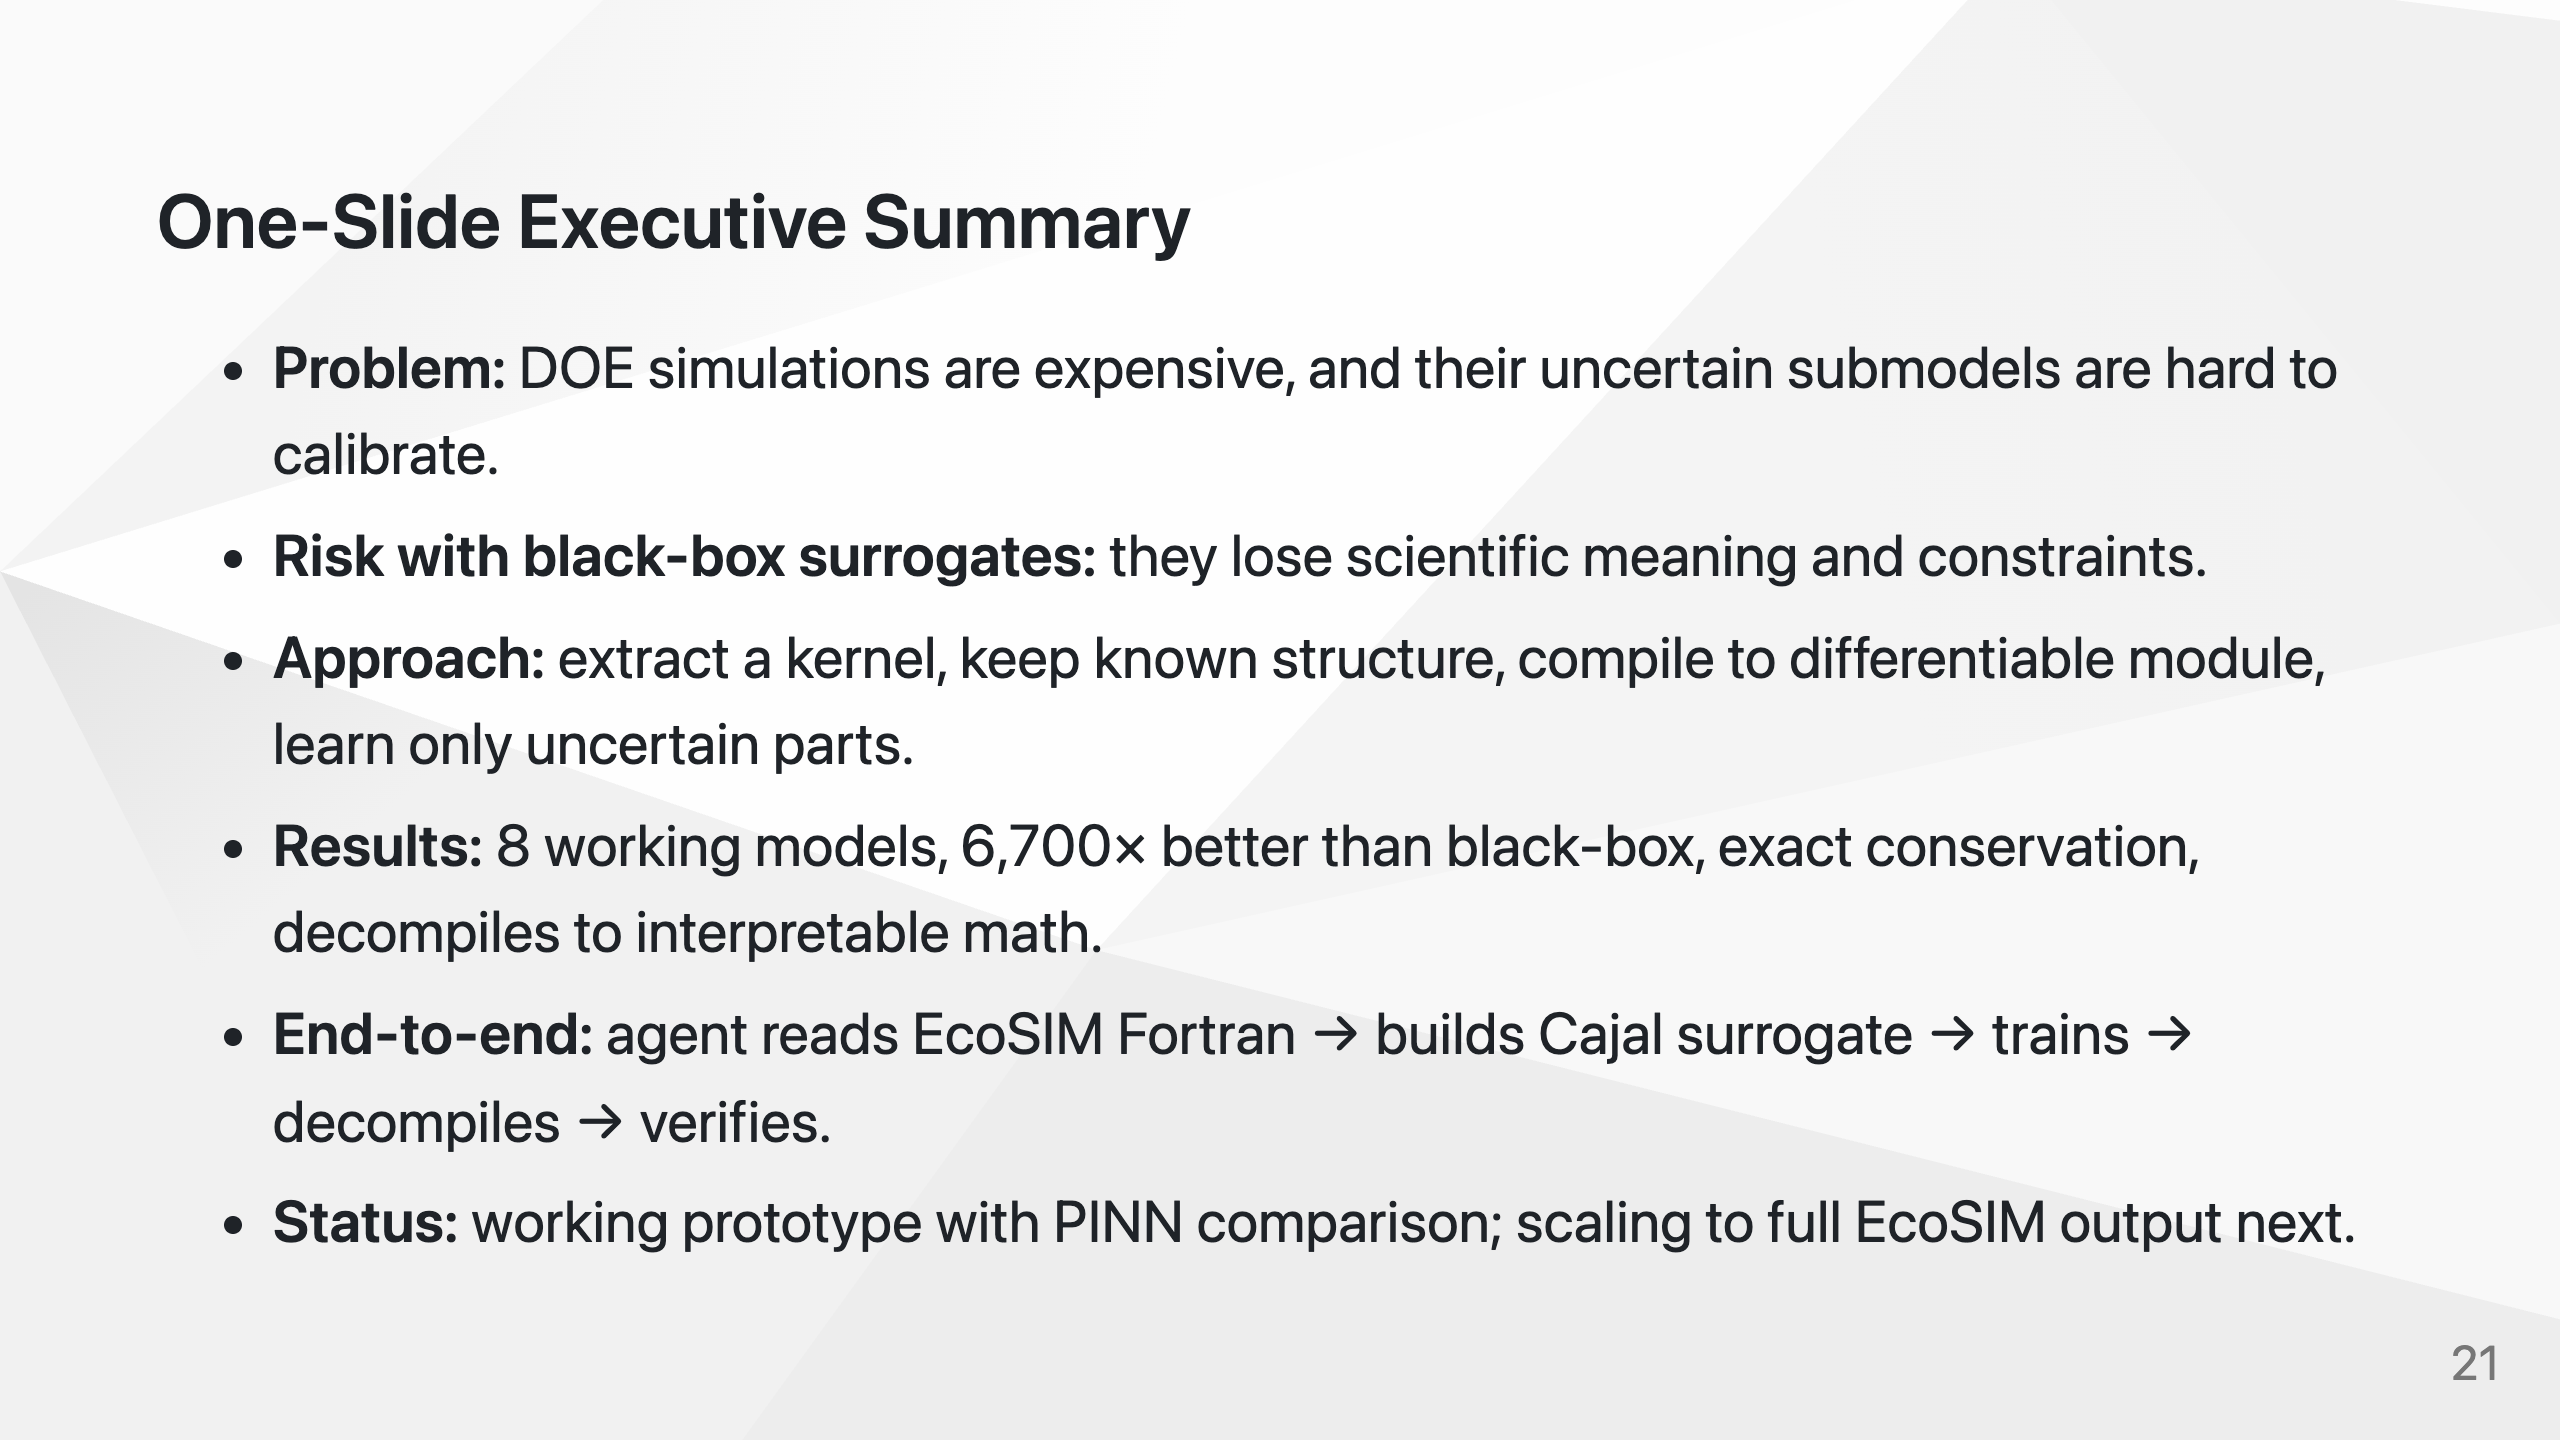 One-Slide Executive Summary
• Problem: DOE simulations are expensive, and their uncertain submodels are hard to
calibrate.
• Risk with black-box surrogates: they lose scientific meaning and constraints.
• Approach: extract a kernel, keep known structure, compile to differentiable module,
learn only uncertain parts.
• Results: 8 working models, 6,700× better than black-box, exact conservation,
decompiles to interpretable math.
• End-to-end: agent reads EcoSIM Fortran → builds Cajal surrogate → trains →
decompiles → verifies.
• Status: working prototype with PINN comparison; scaling to full EcoSIM output next.
21